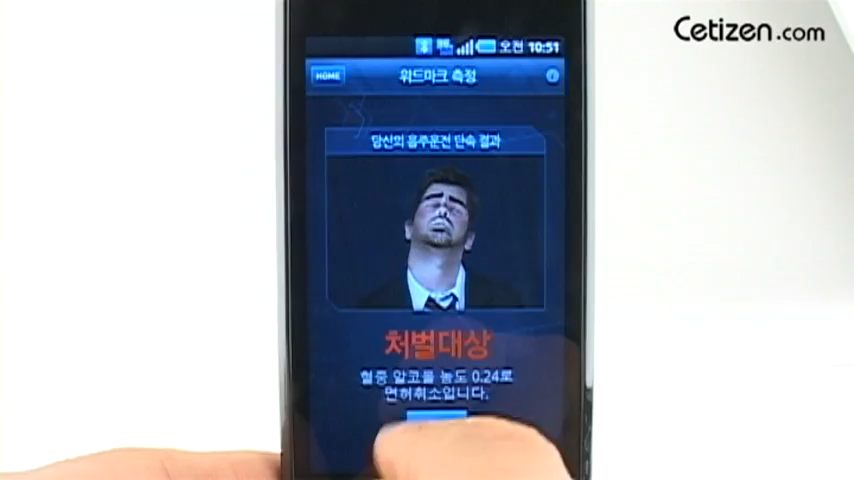 Cetizen.com
오전 10:51
HOME
위드마크 측정
당신의 음주운전 단속 결과
처벌대상
혈중 알코올 농도 0.24로
면허취소입니다.